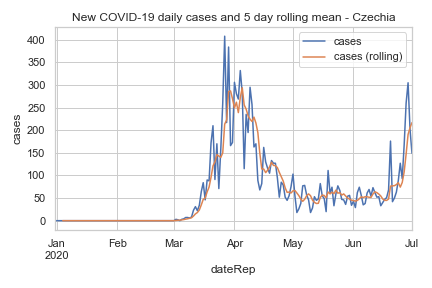 New COVID-19 daily cases and 5 day rolling mean - Czechia
cases
cases (rolling)
400
350
300
250
200
150
100
50
0
cases
Jan Feb Mar Apr May Jun Jul
2020
dateRep